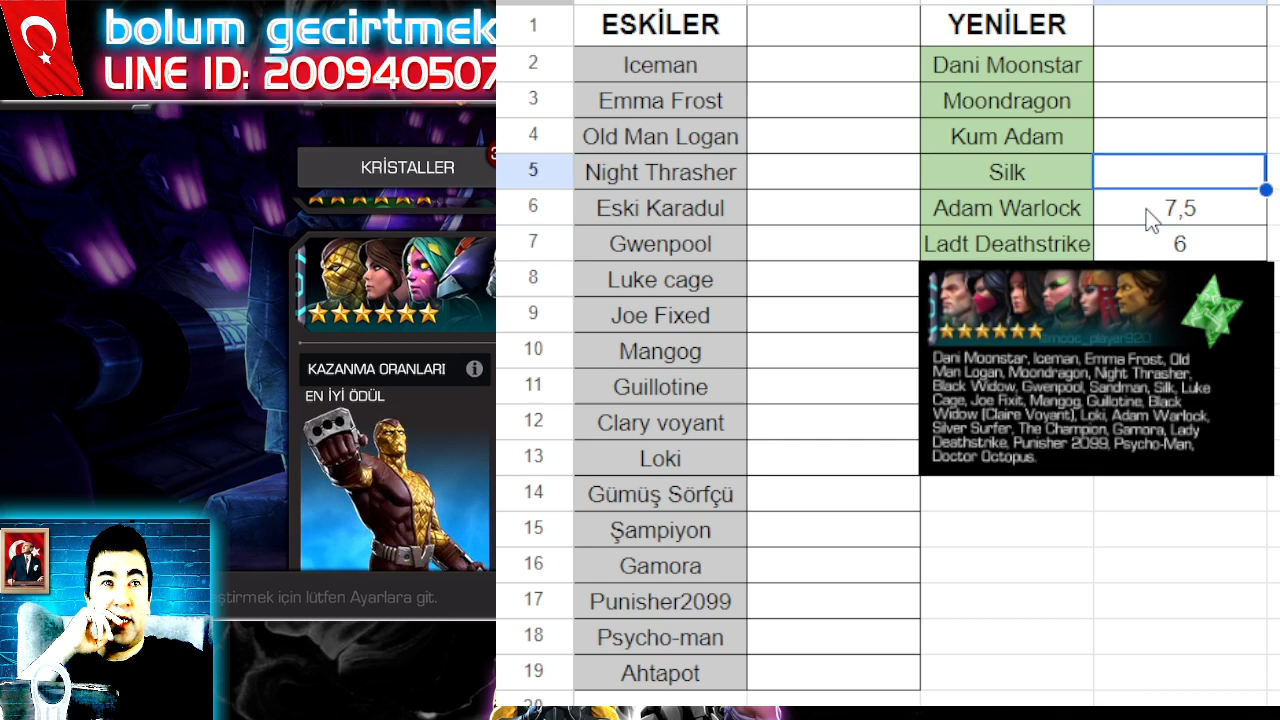 bolum gecirtmek
LINE ID: 200940507
KRİSTALLER
3
KAZANMA ORANLARI
EN İYİ ÖDÜL
ştirmek için lütfen Ayarlara git.
1 ESKİLER YENİLER
2 Iceman Dani Moonstar
3 Emma Frost Moondragon
4 Old Man Logan Kum Adam
5 Night Thrasher Silk
6 Eski Karadul Adam Warlock 7,5
7 Gwenpool Ladt Deathstrike 6
8 Luke cage
9 Joe Fixed
10 Mangog
11 Guillotine
12 Clary voyant
13 Loki
14 Gümüş Sörfçü
15 Şampiyon
16 Gamora
17 Punisher2099
18 Psycho-man
19 Ahtapot
20
mcoc_player920
Dani Moonstar, Iceman, Emma Frost, Old
Man Logan, Moondragon, Night Thrasher,
Black Widow, Gwenpool, Sandman, Silk, Luke
Cage, Joe Fixit, Mangog, Guillotine, Black
Widow (Claire Voyant), Loki, Adam Warlock,
Silver Surfer, The Champion, Gamora, Lady
Deathstrike, Punisher 2099, Psycho-Man,
Doctor Octopus.